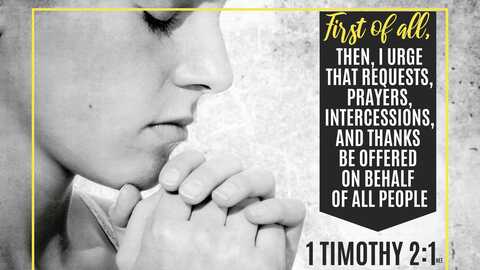 First of all,
THEN, I URGE
THAT REQUESTS,
PRAYERS,
INTERCESSIONS,
AND THANKS
BE OFFERED
ON BEHALF
OF ALL PEOPLE
1 TIMOTHY 2:1 NET